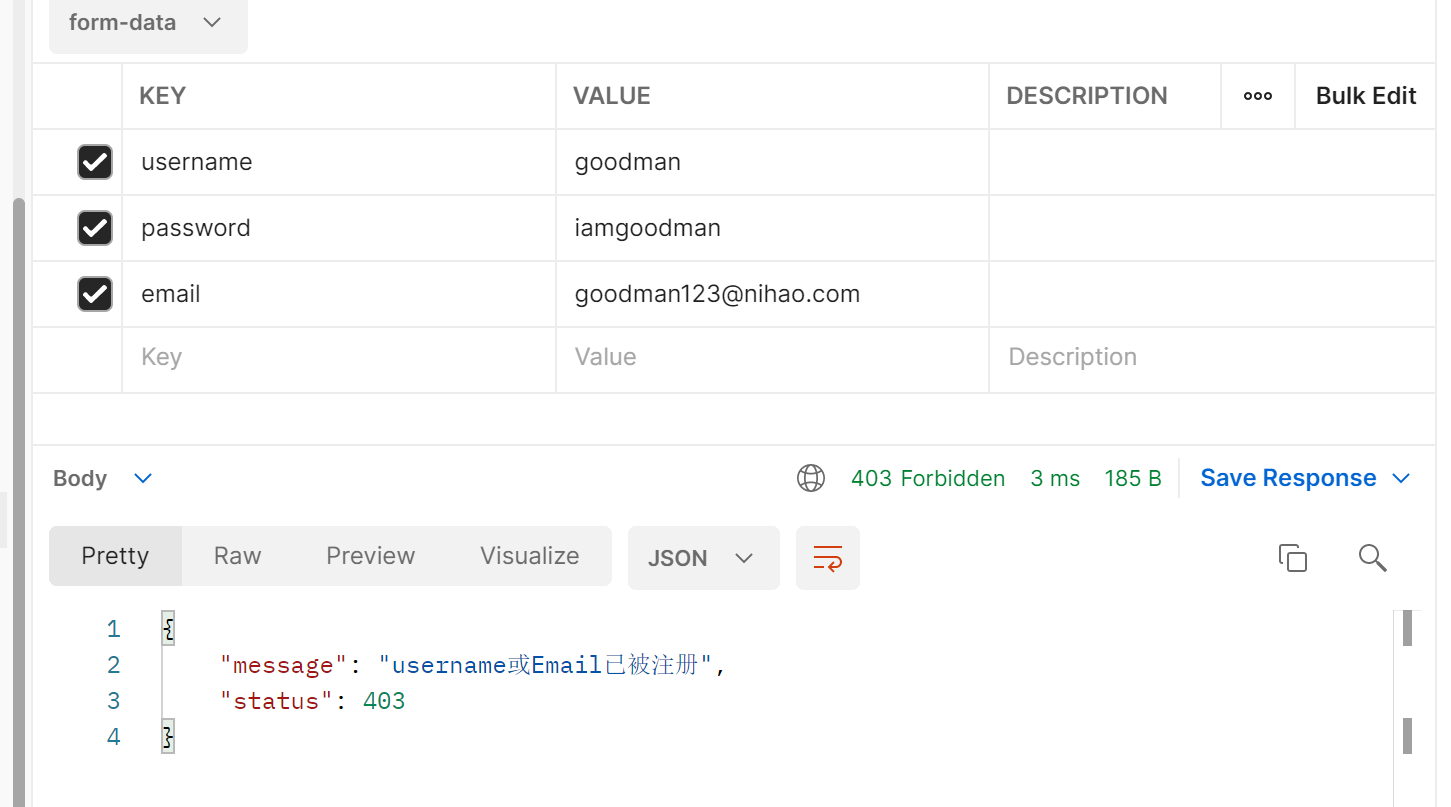 form-data
KEY VALUE DESCRIPTION ooo Bulk Edit
username goodman
password iamgoodman
email goodman123@nihao.com
Key Value Description
Body 403 Forbidden 3 ms 185 B Save Response
Pretty Raw Preview Visualize JSON
1 {
2 "message": "username或Email已被注册",
3 "status": 403
4 }